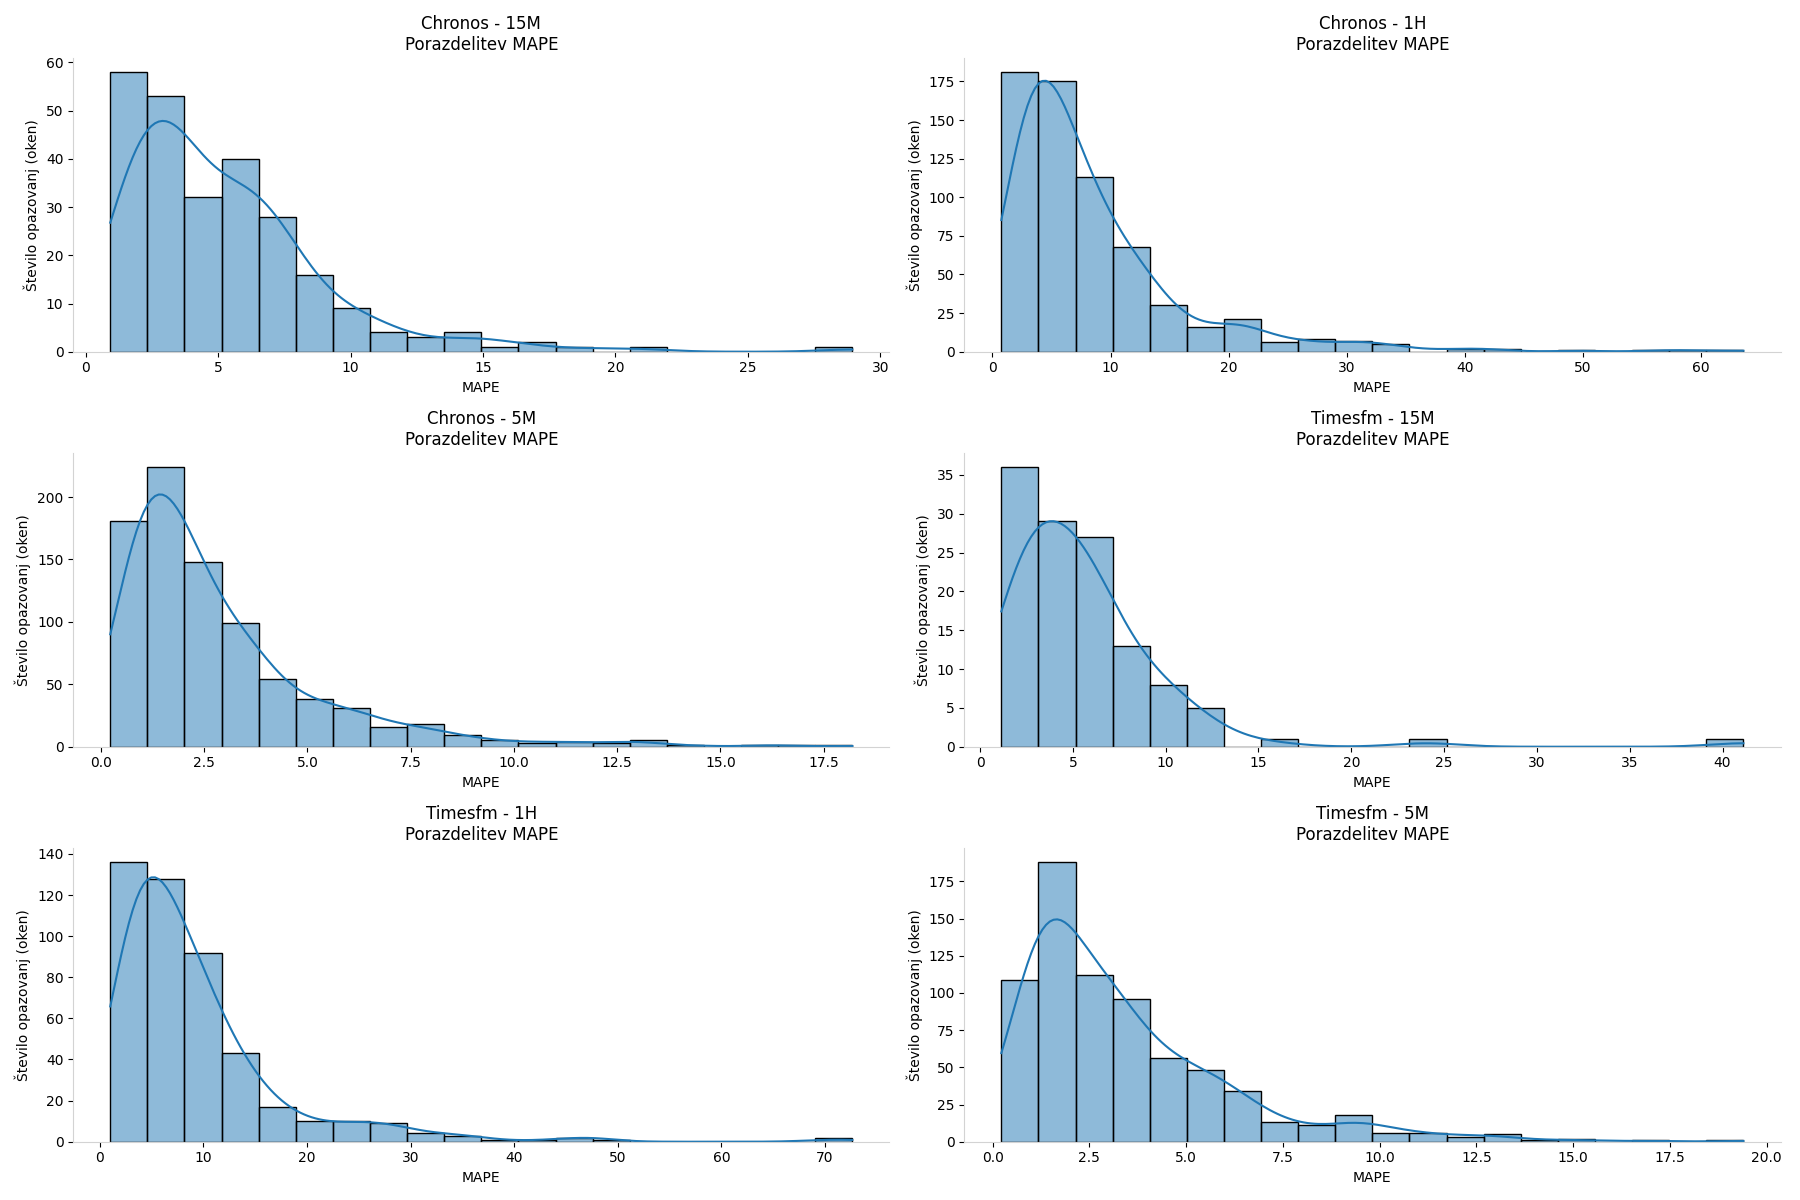 Chronos - 15M
Porazdelitev MAPE
60
50
40
30
20
10
0
Število opazovanj (oken)
0 5 10 15 20 25 30
MAPE
Chronos - 1H
Porazdelitev MAPE
175
150
125
100
75
50
25
0
Število opazovanj (oken)
0 10 20 30 40 50 60
MAPE
Chronos - 5M
Porazdelitev MAPE
200
150
100
50
0
Število opazovanj (oken)
0.0 2.5 5.0 7.5 10.0 12.5 15.0 17.5
MAPE
Timesfm - 15M
Porazdelitev MAPE
35
30
25
20
15
10
5
0
Število opazovanj (oken)
0 5 10 15 20 25 30 35 40
MAPE
Timesfm - 1H
Porazdelitev MAPE
140
120
100
80
60
40
20
0
Število opazovanj (oken)
0 10 20 30 40 50 60 70
MAPE
Timesfm - 5M
Porazdelitev MAPE
175
150
125
100
75
50
25
0
Število opazovanj (oken)
0.0 2.5 5.0 7.5 10.0 12.5 15.0 17.5 20.0
MAPE